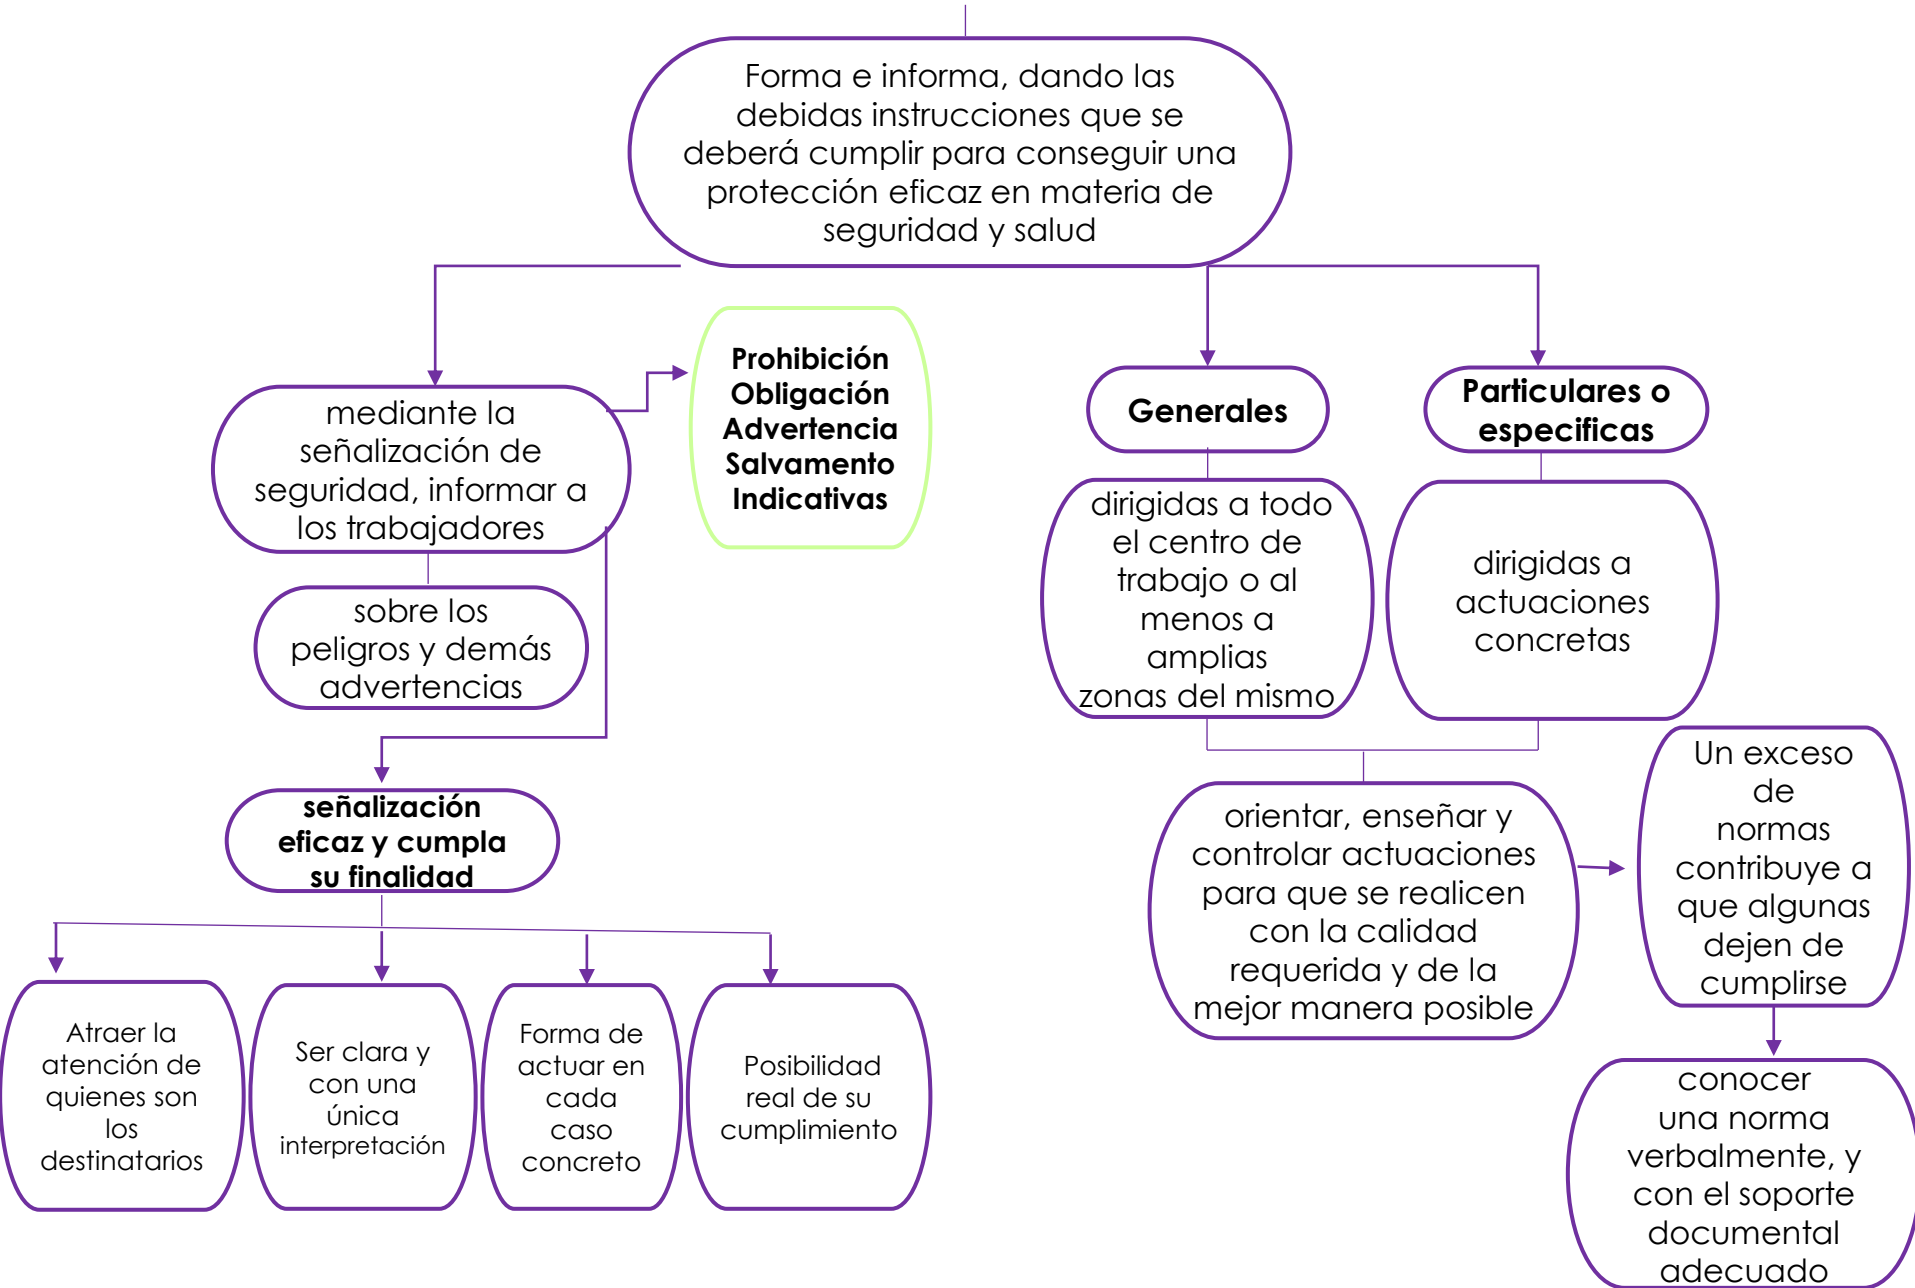 Forma e informa, dando las
debidas instrucciones que se
deberá cumplir para conseguir una
protección eficaz en materia de
seguridad y salud
mediante la
señalización de
seguridad, informar a
los trabajadores
Prohibición
Obligación
Advertencia
Salvamento
Indicativas
sobre los
peligros y demás
advertencias
señalización
eficaz y cumpla
su finalidad
Atraer la
atención de
quienes son
los
destinatarios
Ser clara y
con una
única
interpretación
Forma de
actuar en
cada
caso
concreto
Posibilidad
real de su
cumplimiento
Generales
Particulares o
especificas
dirigidas a todo
el centro de
trabajo o al
menos a
amplias
zonas del mismo
dirigidas a
actuaciones
concretas
orientar, enseñar y
controlar actuaciones
para que se realicen
con la calidad
requerida y de la
mejor manera posible
Un exceso
de
normas
contribuye a
que algunas
dejen de
cumplirse
conocer
una norma
verbalmente, y
con el soporte
documental
adecuado